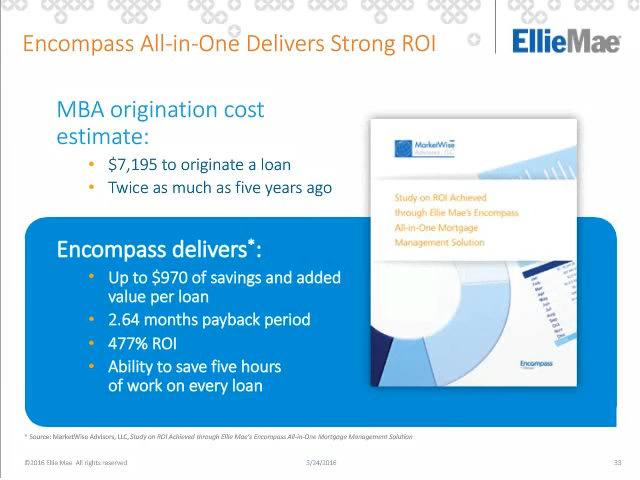 Encompass All-in-One Delivers Strong ROI
EllieMae
MBA origination cost
estimate:
• $7,195 to originate a loan
• Twice as much as five years ago
Encompass delivers*:
• Up to $970 of savings and added
value per loan
• 2.64 months payback period
• 477% ROI
• Ability to save five hours
of work on every loan
MarketWise
Advisors, LLC
Study on ROI Achieved
through Ellie Mae's Encompass
All-in-One Mortgage
Management Solution
Encompass
* Source: MarketWise Advisors, LLC, Study on ROI Achieved through Ellie Mae's Encompass All-in-One Mortgage Management Solution
©2016 Ellie Mae All rights reserved
3/24/2016
33